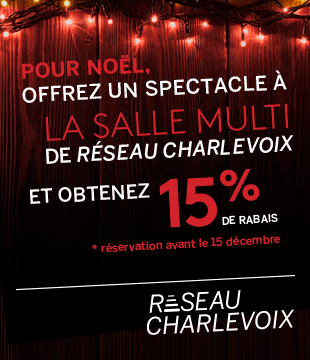 POUR NOËL,
OFFREZ UN SPECTACLE À
LA SALLE MULTI
DE RÉSEAU CHARLEVOIX
ET OBTENEZ 15%
DE RABAIS
* réservation avant le 15 décembre
RÉSEAU
CHARLEVOIX